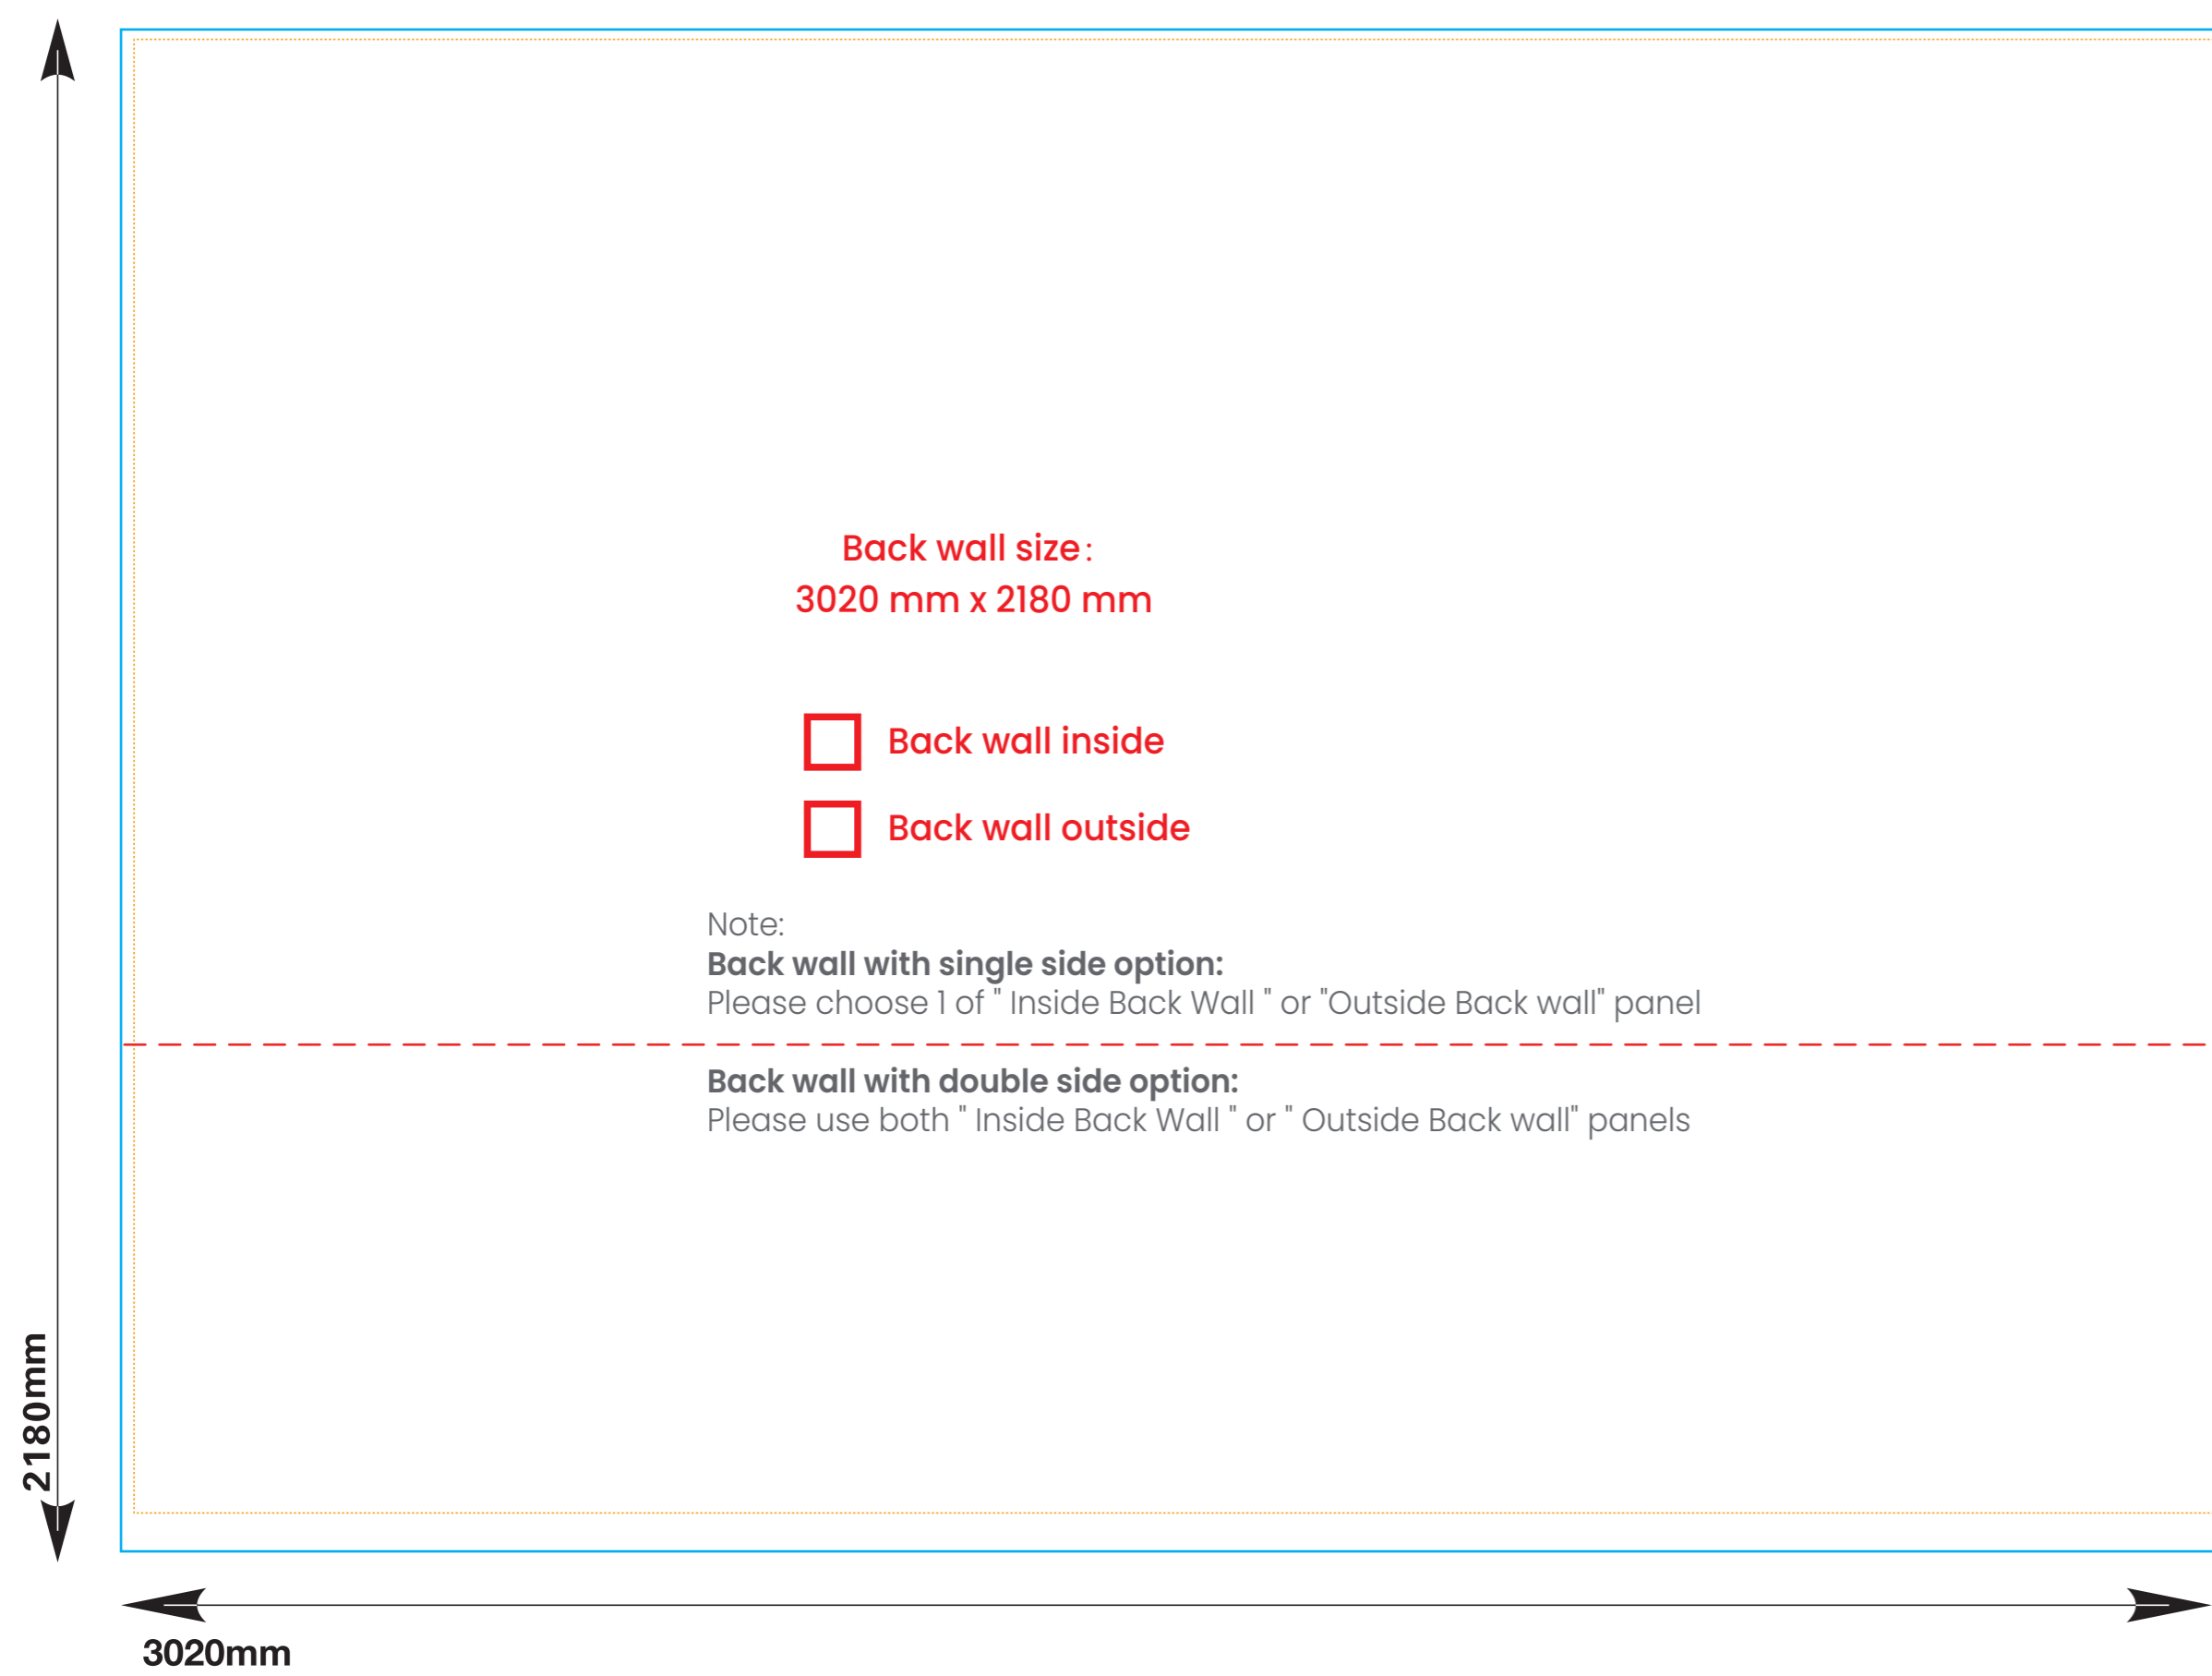 Back wall size:
3020 mm x 2180 mm
Back wall inside
Back wall outside
Note:
Back wall with single side option:
Please choose 1 of " Inside Back Wall " or "Outside Back wall" panel
Back wall with double side option:
Please use both " Inside Back Wall " or " Outside Back wall" panels
2180mm
3020mm